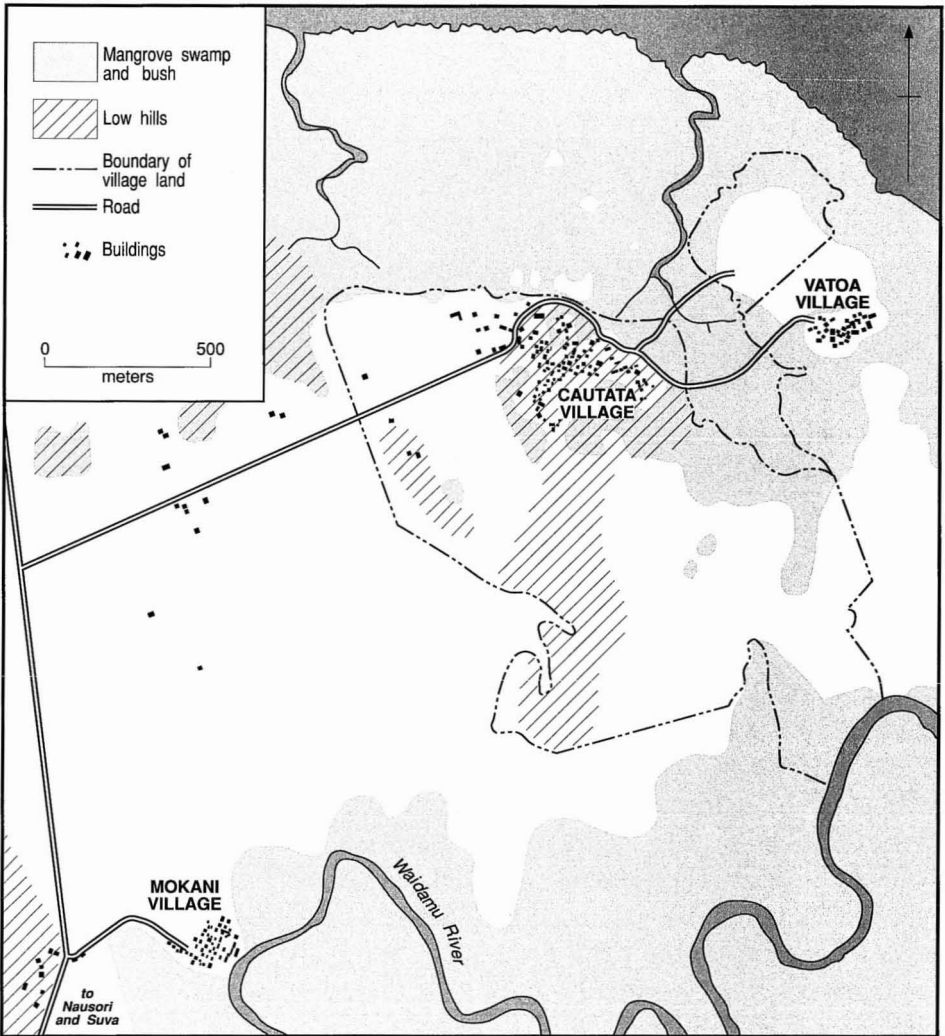 Mangrove swamp
and bush
Low hills
Boundary of
village land
Road
Buildings
0 500
meters
VATOA
VILLAGE
CAUTATA
VILLAGE
MOKANI
VILLAGE
Waidamu River
to
Nausori
and Suva